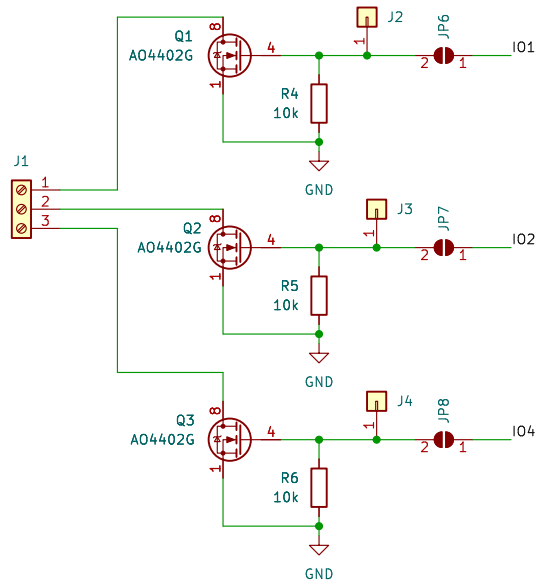 J2
JP6
Q1
8
AO4402G
4
1
2
1
IO1
1
R4
10k
J1
GND
1
2
3
J3
JP7
Q2
8
AO4402G
4
1
2
1
IO2
1
R5
10k
GND
J4
JP8
Q3
8
AO4402G
4
1
2
1
IO4
1
R6
10k
GND